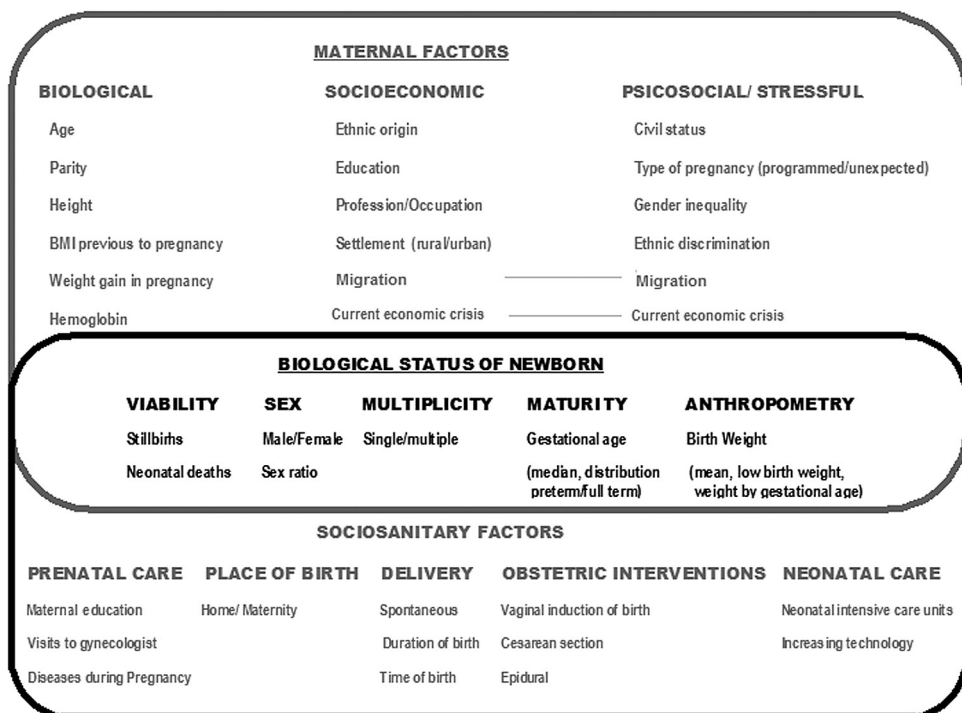 MATERNAL FACTORS
BIOLOGICAL SOCIOECONOMIC PSICOSOCIAL/ STRESSFUL
Age Ethnic origin Civil status
Parity Education Type of pregnancy (programmed/unexpected)
Height Profession/Occupation Gender inequality
BMI previous to pregnancy Settlement (rural/urban) Ethnic discrimination
Weight gain in pregnancy Migration Migration
Hemoglobin Current economic crisis Current economic crisis
BIOLOGICAL STATUS OF NEWBORN
VIABILITY SEX MULTIPLICITY MATURITY ANTHROPOMETRY
Stillbirhs Male/Female Single/multiple Gestational age Birth Weight
Neonatal deaths Sex ratio (median, distribution (mean, low birth weight,
preterm/full term) weight by gestational age)
SOCIOSANITARY FACTORS
PRENATAL CARE PLACE OF BIRTH DELIVERY OBSTETRIC INTERVENTIONS NEONATAL CARE
Maternal education Home/ Maternity Spontaneous Vaginal induction of birth Neonatal intensive care units
Visits to gynecologist Duration of birth Cesarean section Increasing technology
Diseases during Pregnancy Time of birth Epidural